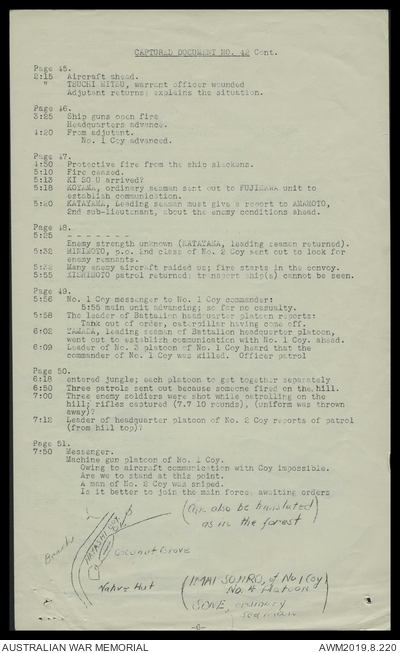 CAPTURED DOCUMENT NO. 42 Cont.
Page 45.
2:15 Aircraft ahead.
" TSUCHI MITSU, warrant officer wounded
Adjutant returns; explains the situation.
Page 46.
3:25 Ship guns open fire
Headquarters advance.
4:20 From adjutant.
No. 1 Coy advanced.
Page 47.
4:50 Protective fire from the ship slackens.
5:10 Fire ceased.
5:13 KI SO U arrived?
5:18 KOYAMA, ordinary seaman sent out to FUJIKAWA unit to
establish communication.
5:20 KATAYAMA, Leading seaman must give a report to AMAMOTO,
2nd sub-lieutenant, about the enemy conditions ahead.
Page 48.
5:25 - - - - - - -
Enemy strength unknown (KATAYAMA, leading seaman returned).
5:32 MINIMOTO, p.o. 2nd class of No. 2 Coy sent out to look for
enemy remnants.
5:32 Many enemy aircraft raided us; fire starts in the convoy.
5:55 patrol returned; transport ship(s) cannot be seen.
Page 49.
5:56 No. 1 Coy messenger to No. 1 Coy commander:
5:55 main unit advancing; so far no casualty.
5:58 The leader of Battalion headquarter platoon reports:
Tank out of order, caterpillar having come off.
6:02 YAMADA, leading seaman of Battalion headquarter platoon,
went out to establish communication with No. 1 Coy. ahead.
6:09 Leader of No. 3 platoon of No. 1 Coy heard that the
commander of No. 1 Coy was killed. Officer patrol
Page 50.
6:18 entered jungle; each platoon to get together separately
6:50 Three patrols sent out because someone fired on the hill.
7:00 Three enemy soldiers were shot while patrolling on the
hill; rifles captured (7.7 10 rounds), (uniform was thrown
away)?
7:12 Leader of headquarter platoon of No. 2 Coy reports of patrol
(from hill top)?
Page 51.
7:50 Messenger.
Machine gun platoon of No. 1 Coy.
Owing to aircraft communication with Coy impossible.
Are we to stand at this point.
A man of No. 2 Coy was sniped.
Is it better to join the main force, awaiting orders
(Can also be translated
as in the forest)
Beach
HAYASHI Coy
Coconut Grove
Native Hut
(IMAI SOJIRO, of No 1 Coy
No. 4 Platoon)
SONE, ordinary
seaman
AUSTRALIAN WAR MEMORIAL
AWM2019.8.220